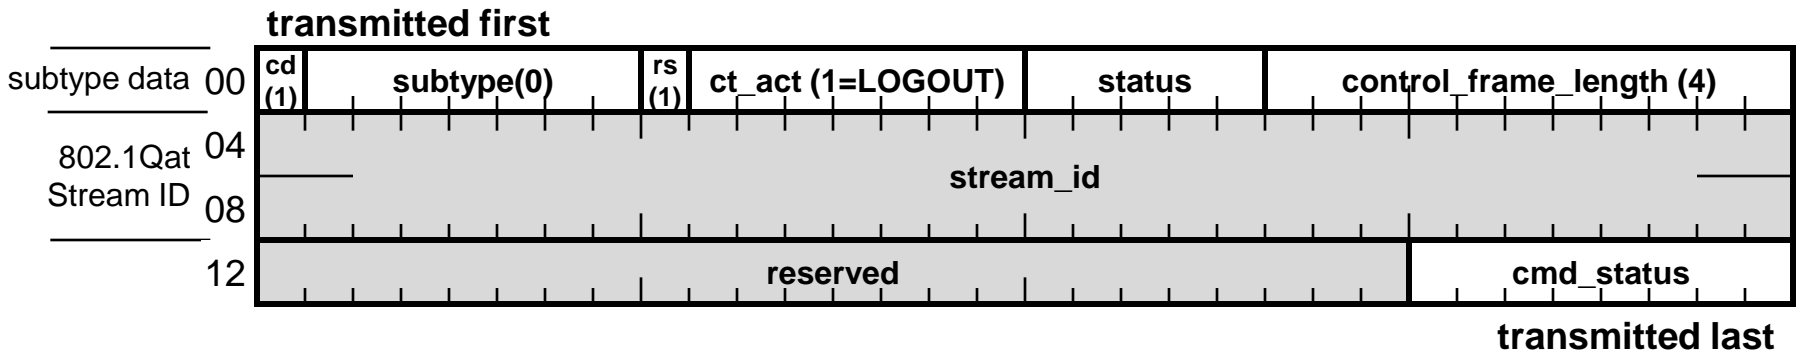 transmitted first
subtype data 00 cd (1) subtype(0) rs (1) ct_act (1=LOGOUT) status control_frame_length (4)
802.1Qat Stream ID 04 08 stream_id
12 reserved cmd_status
transmitted last